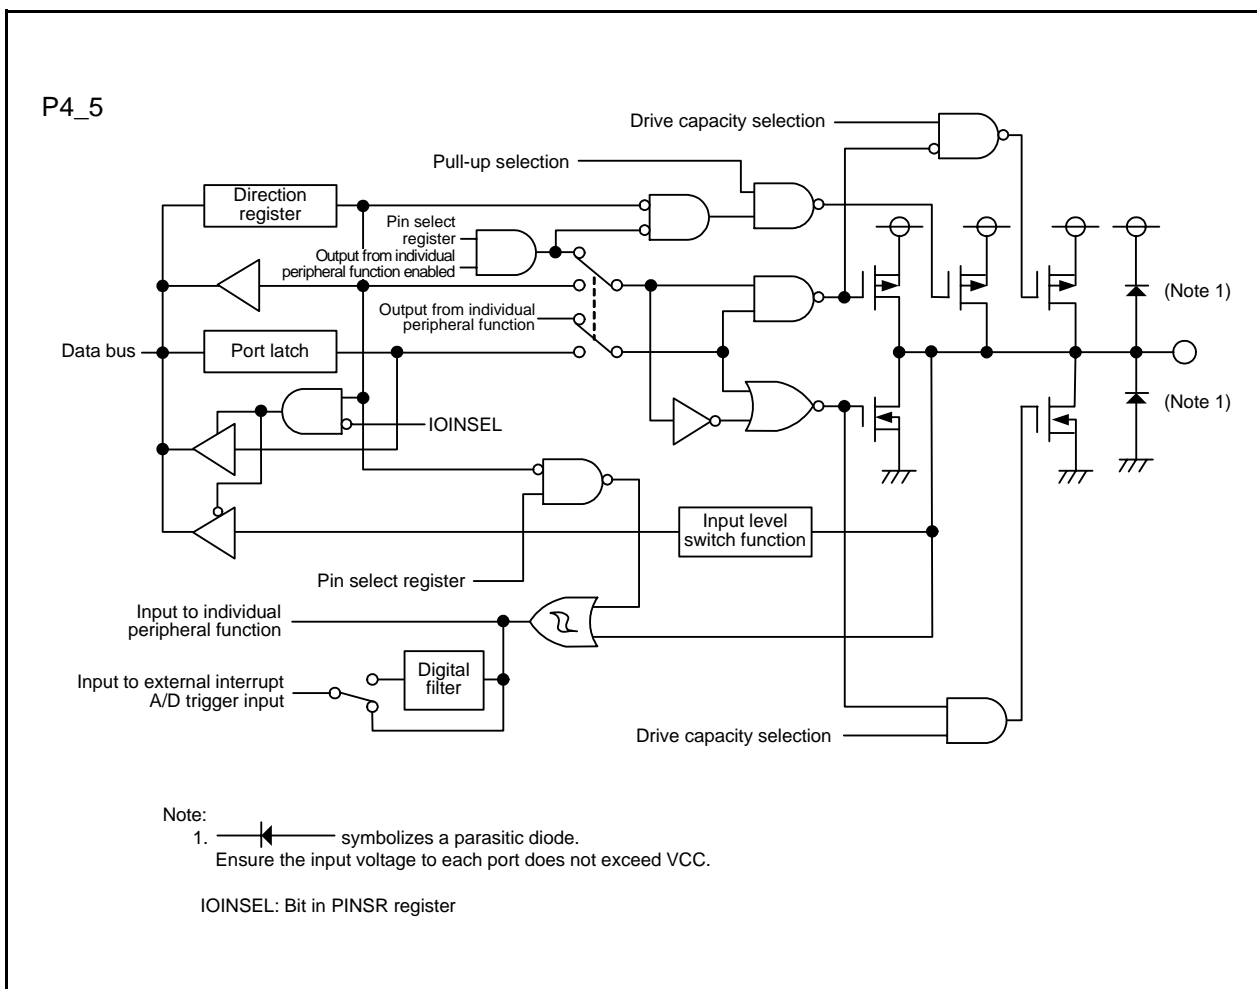 P4_5
Drive capacity selection
Pull-up selection
Direction
register
Pin select
register
Output from individual
peripheral function enabled
(Note 1)
Output from individual
peripheral function
Data bus
Port latch
(Note 1)
IOINSEL
Input level
switch function
Pin select register
Input to individual
peripheral function
Digital
filter
Input to external interrupt
A/D trigger input
Drive capacity selection
Note:
1. symbolizes a parasitic diode.
Ensure the input voltage to each port does not exceed VCC.
IOINSEL: Bit in PINSR register